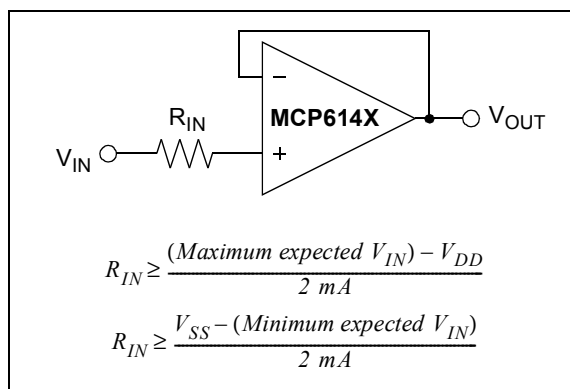 −
MCP614X
R_IN
V_IN
+
V_OUT
R_IN ≥ (Maximum expected V_IN) − V_DD
2 mA
R_IN ≥ V_SS − (Minimum expected V_IN)
2 mA